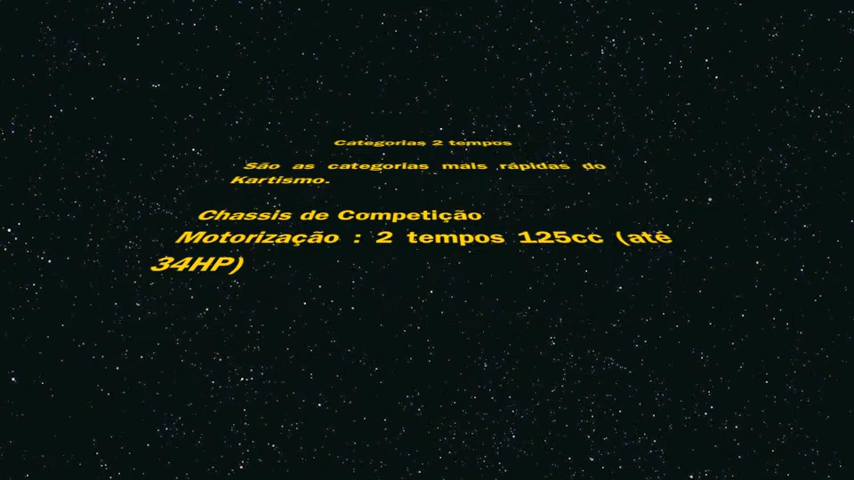 Categorias 2 tempos
São as categorias mais rápidas do
Kartismo.
Chassis de Competição
Motorização : 2 tempos 125cc (até
34HP)